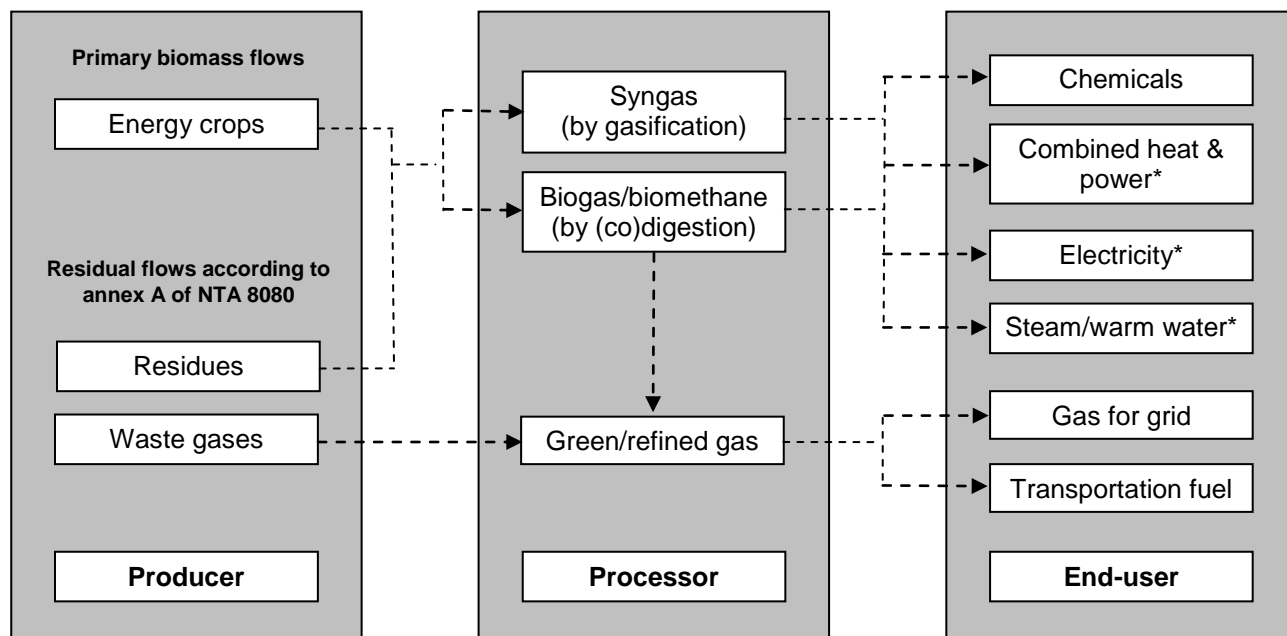 Primary biomass flows
Energy crops
Residual flows according to
annex A of NTA 8080
Residues
Waste gases
Producer
Syngas
(by gasification)
Biogas/biomethane
(by (co)digestion)
Green/refined gas
Processor
Chemicals
Combined heat &
power*
Electricity*
Steam/warm water*
Gas for grid
Transportation fuel
End-user